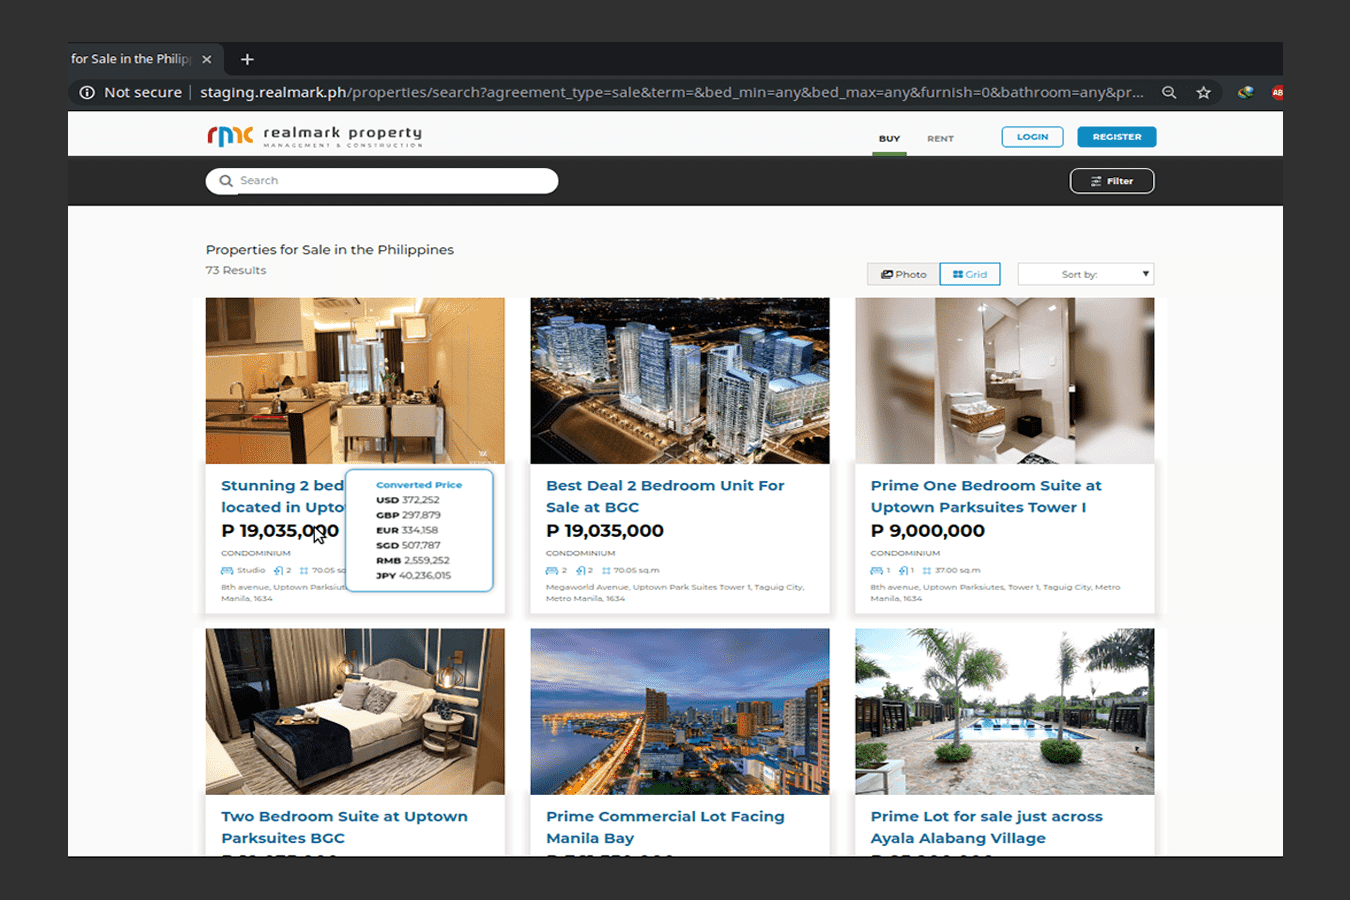 for Sale in the Philipp
Not secure staging.realmark.ph/properties/search?agreement_type=sale&term=&bed_min=any&bed_max=any&furnish=0&bathroom=any&pr...
AB
rmc realmark property
MANAGEMENT & CONSTRUCTION
BUY RENT LOGIN REGISTER
Search Filter
Properties for Sale in the Philippines
73 Results
Photo Grid Sort by:
Stunning 2 bed
located in Upto
P 19,035,000
CONDOMINIUM
Studio 2 70.05 sq
8th avenue, Uptown Parksiut
Manila, 1634
Converted Price
USD 372,252
GBP 297,879
EUR 334,158
SGD 507,787
RMB 2,559,252
JPY 40,236,015
Best Deal 2 Bedroom Unit For
Sale at BGC
P 19,035,000
CONDOMINIUM
2 2 70.05 sq.m
Megaworld Avenue, Uptown Park Suites Tower 1, Taguig City,
Metro Manila, 1634
Prime One Bedroom Suite at
Uptown Parksuites Tower I
P 9,000,000
CONDOMINIUM
1 1 37.00 sq.m
8th avenue, Uptown Parksiutes, Tower 1, Taguig City, Metro
Manila, 1634
Two Bedroom Suite at Uptown
Parksuites BGC
Prime Commercial Lot Facing
Manila Bay
Prime Lot for sale just across
Ayala Alabang Village